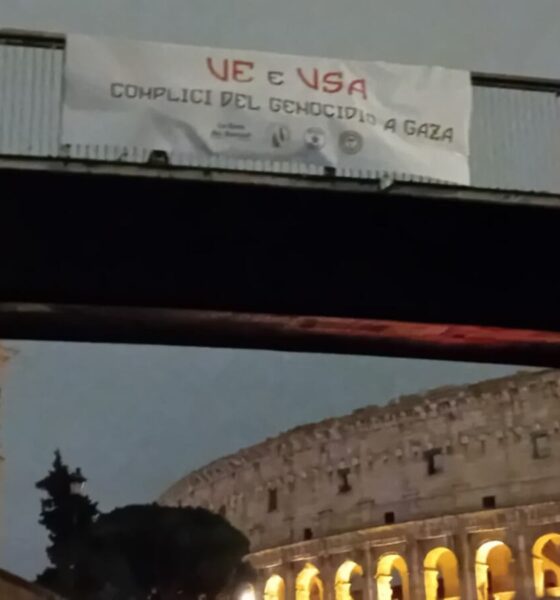 UE E USA
COMPLICI DEL GENOCIDIO A GAZA